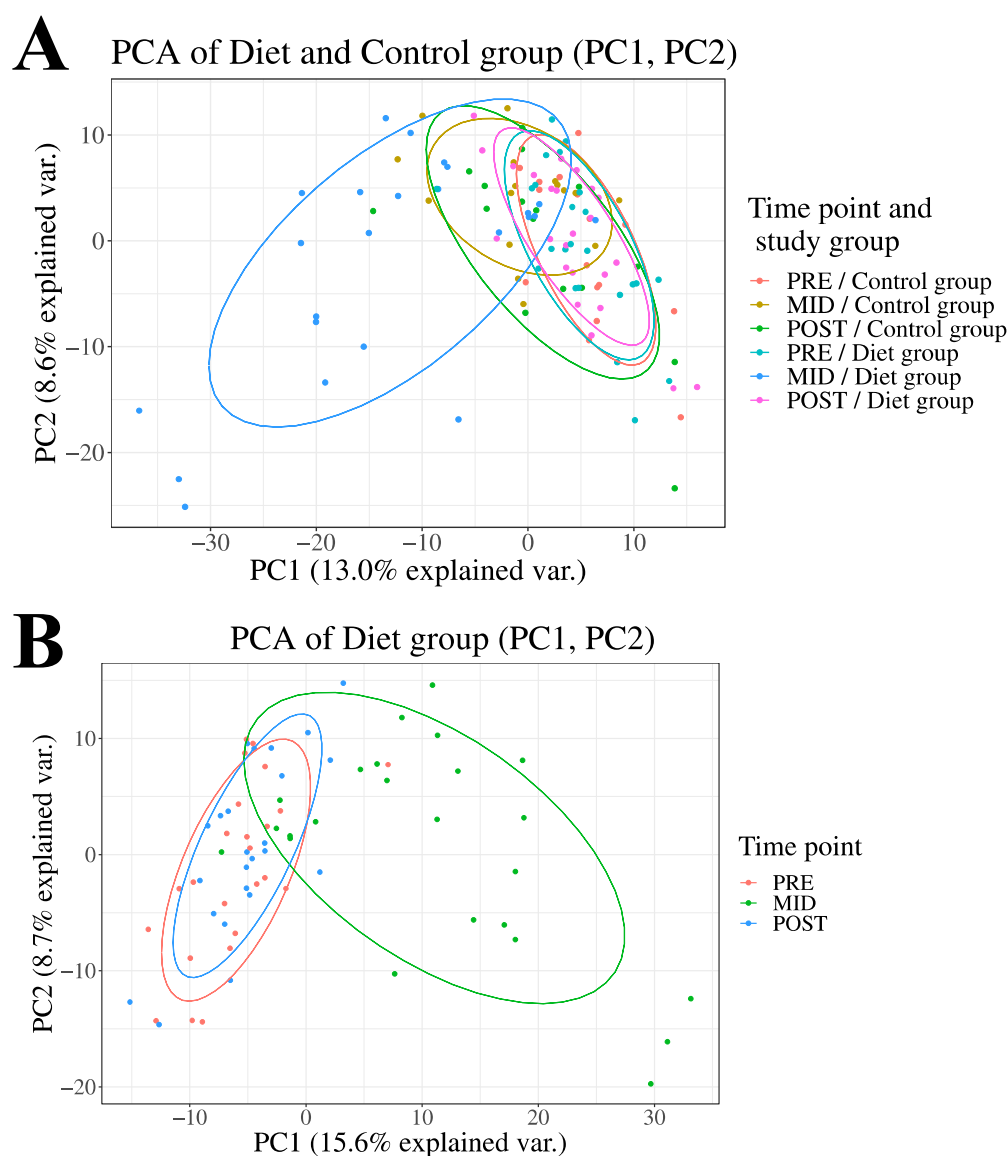 A
PCA of Diet and Control group (PC1, PC2)
10
0
−10
−20
PC2 (8.6% explained var.)
−30
−20
−10
0
10
PC1 (13.0% explained var.)
Time point and
study group
PRE / Control group
MID / Control group
POST / Control group
PRE / Diet group
MID / Diet group
POST / Diet group
B
PCA of Diet group (PC1, PC2)
10
0
−10
−20
PC2 (8.7% explained var.)
−10
0
10
20
30
PC1 (15.6% explained var.)
Time point
PRE
MID
POST